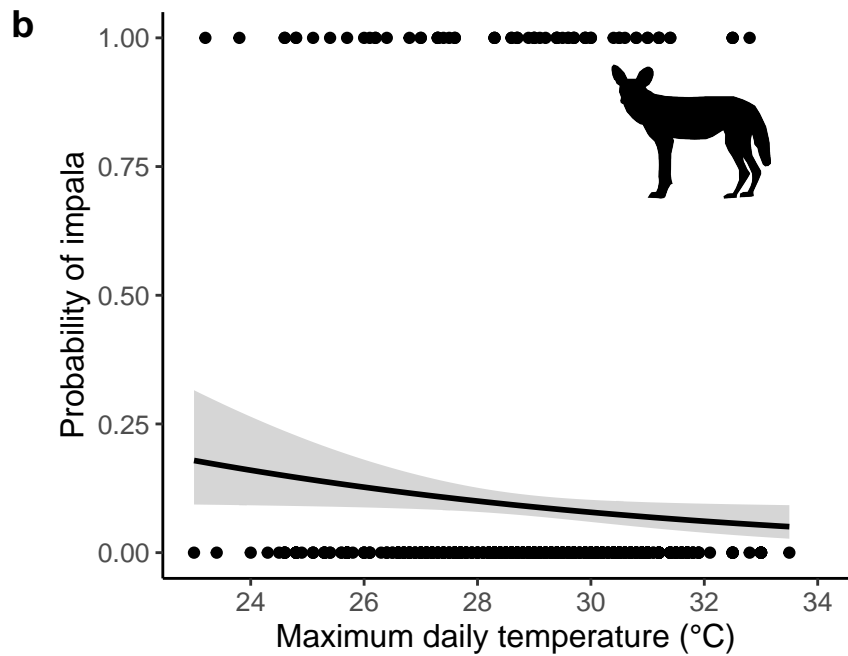 b
Probability of impala
1.00
0.75
0.50
0.25
0.00
24 26 28 30 32 34
Maximum daily temperature (°C)